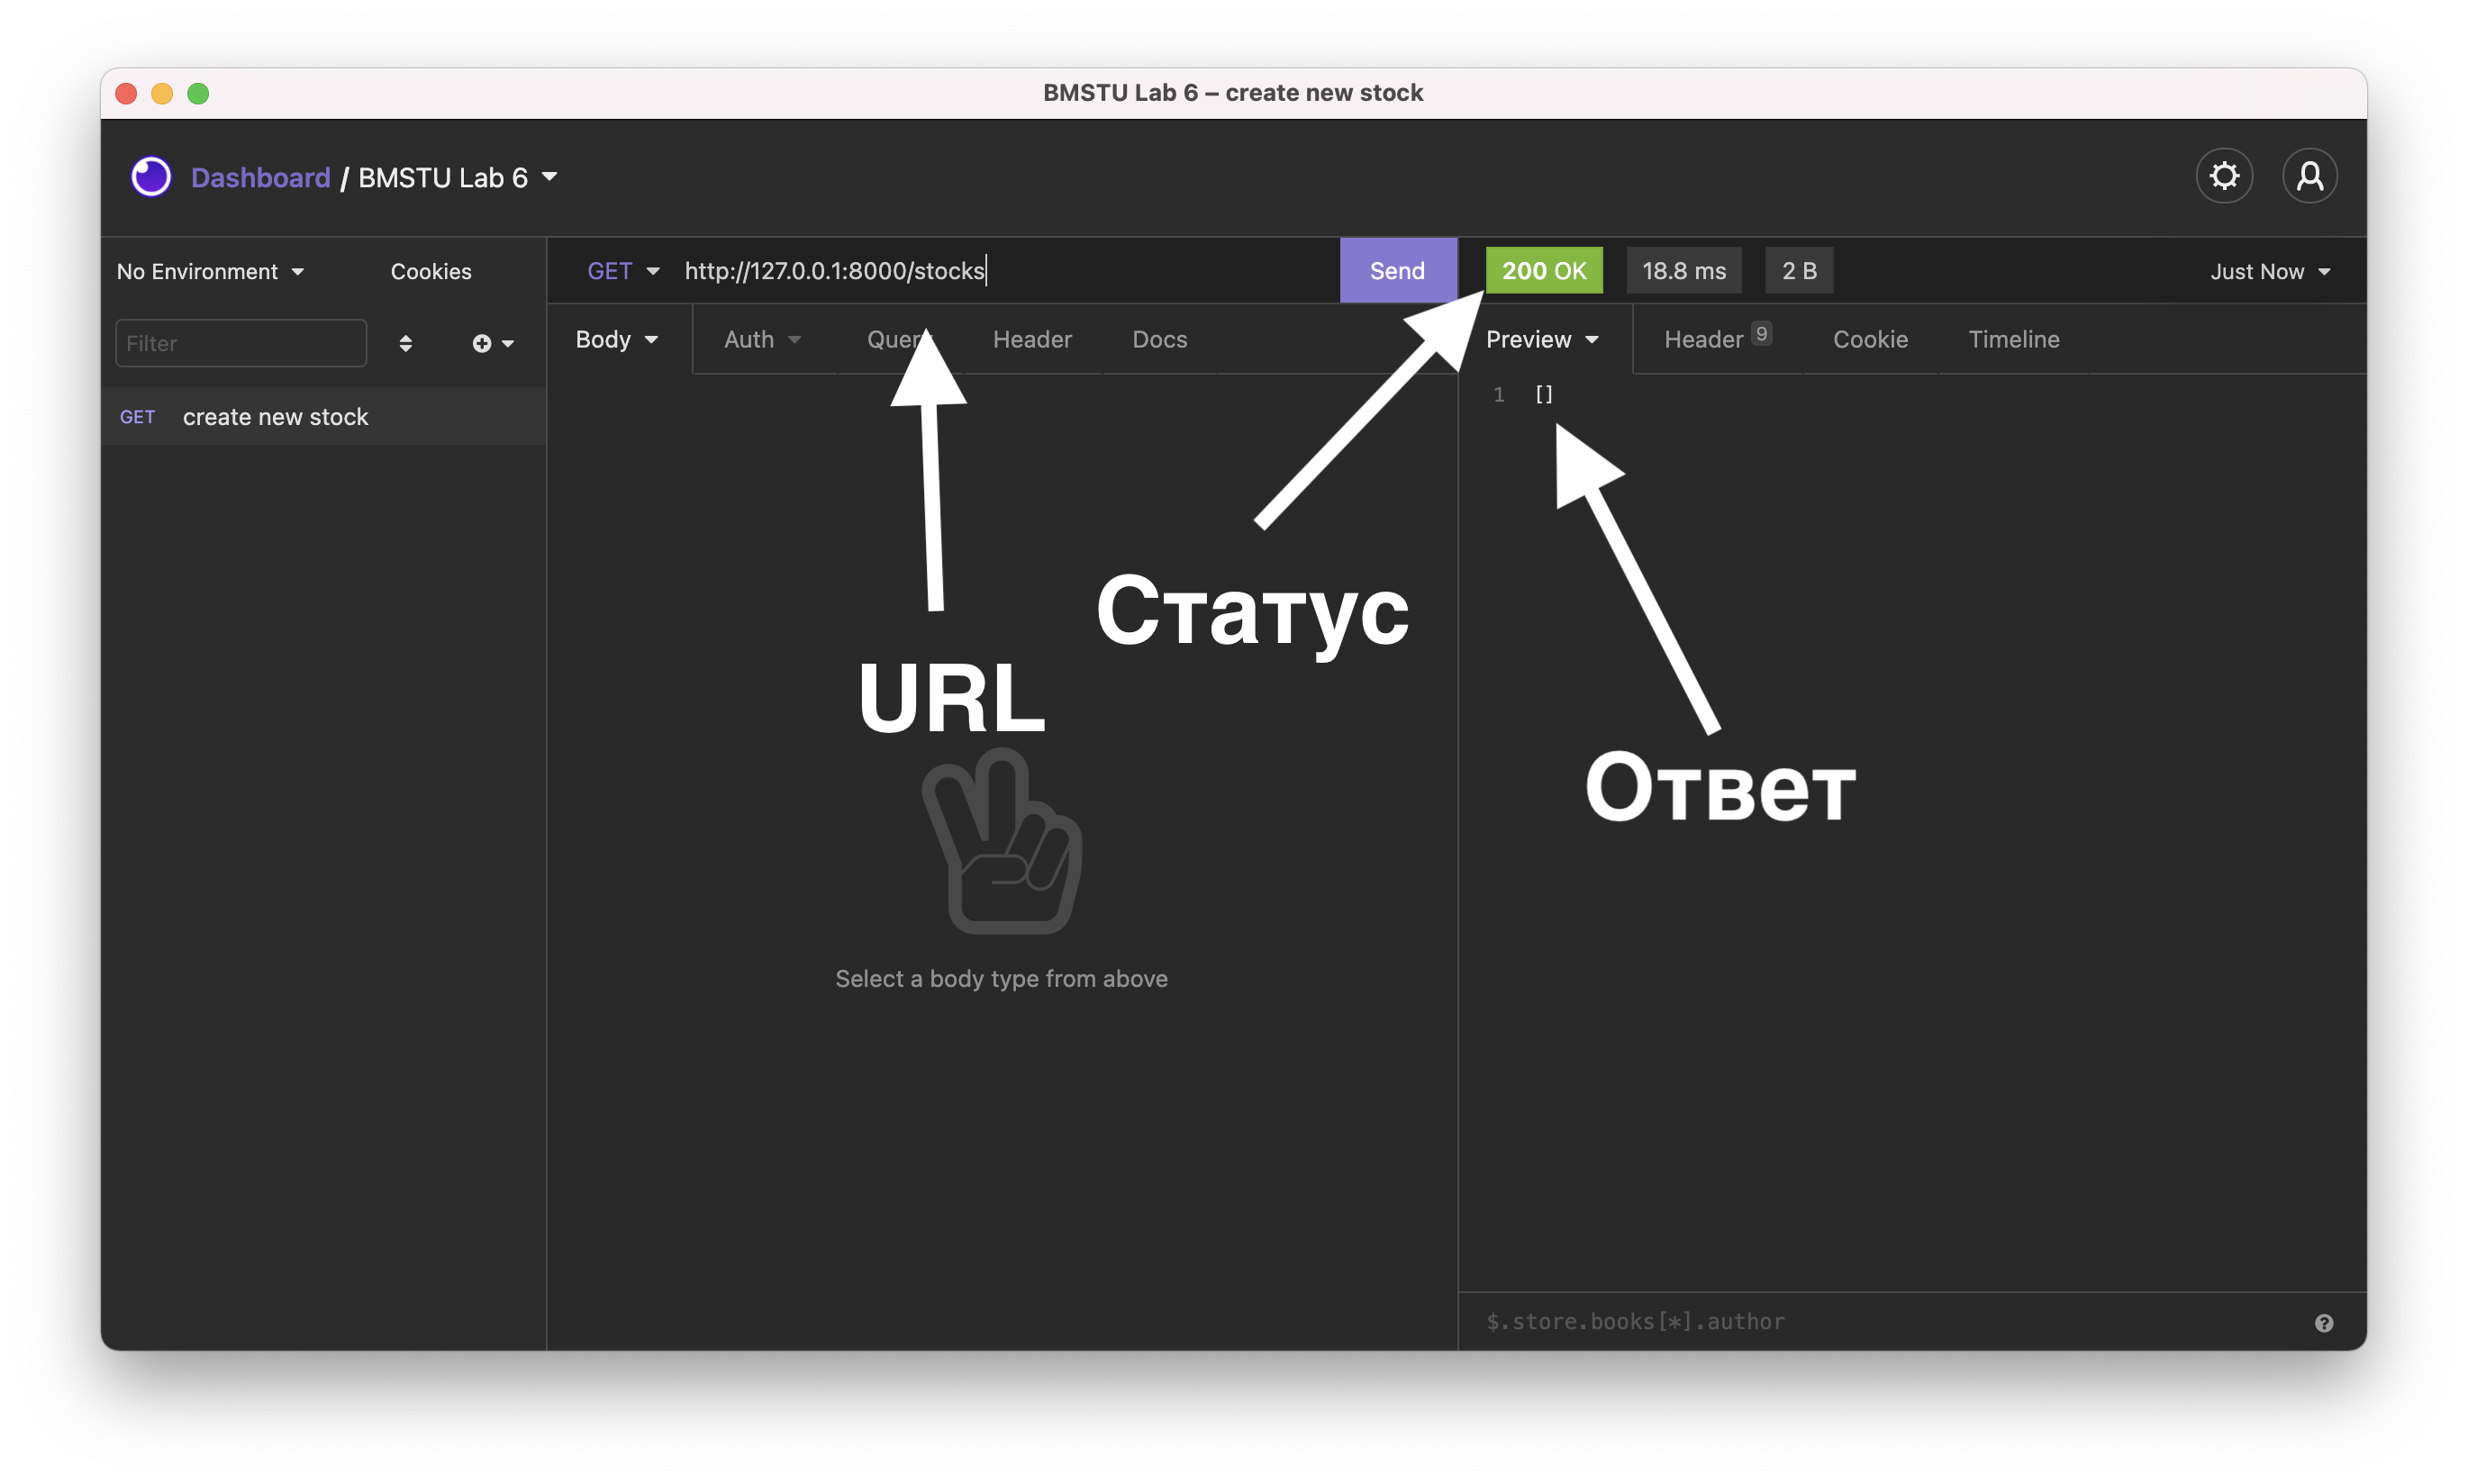 BMSTU Lab 6 – create new stock
Dashboard / BMSTU Lab 6
No Environment
Cookies
GET http://127.0.0.1:8000/stocks
Send
200 OK
18.8 ms
2 B
Just Now
Filter
Body
Auth
Query
Header
Docs
Preview
Header 9
Cookie
Timeline
GET create new stock
1 []
Статус
URL
Ответ
Select a body type from above
$.store.books[*].author
?